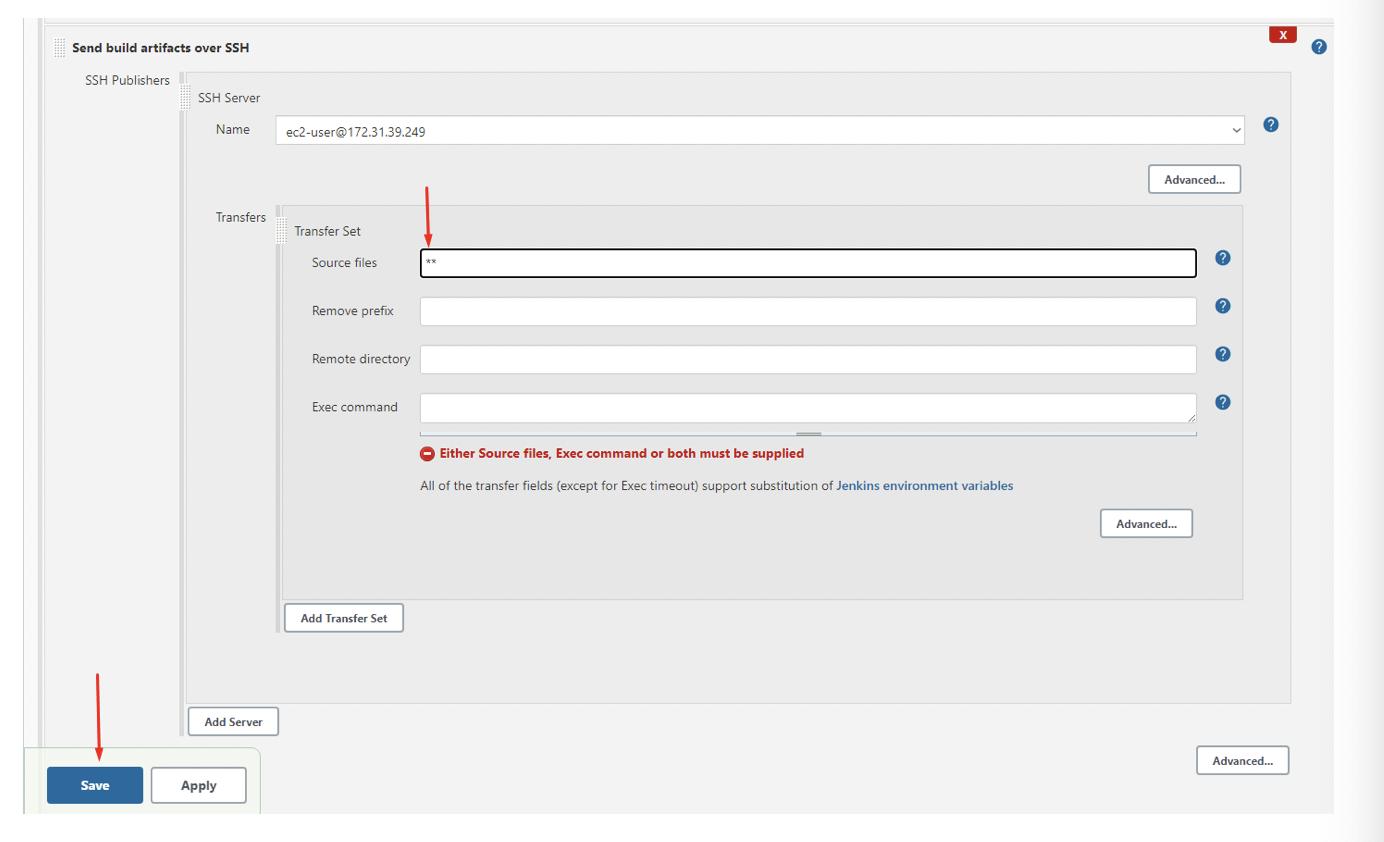 X
Send build artifacts over SSH
?
SSH Publishers
SSH Server
Name
ec2-user@172.31.39.249
?
Advanced...
Transfers
Transfer Set
Source files
**
?
Remove prefix
?
Remote directory
?
Exec command
?
Either Source files, Exec command or both must be supplied
All of the transfer fields (except for Exec timeout) support substitution of Jenkins environment variables
Advanced...
Add Transfer Set
Add Server
Advanced...
Save
Apply